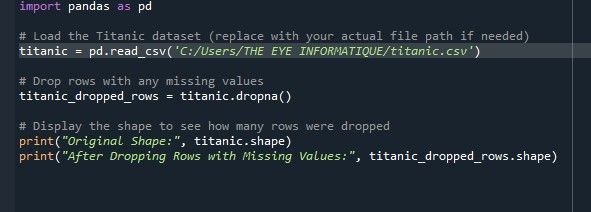 import pandas as pd
# Load the Titanic dataset (replace with your actual file path if needed)
titanic = pd.read_csv('C:/Users/THE EYE INFORMATIQUE/titanic.csv')
# Drop rows with any missing values
titanic_dropped_rows = titanic.dropna()
# Display the shape to see how many rows were dropped
print("Original Shape:", titanic.shape)
print("After Dropping Rows with Missing Values:", titanic_dropped_rows.shape)